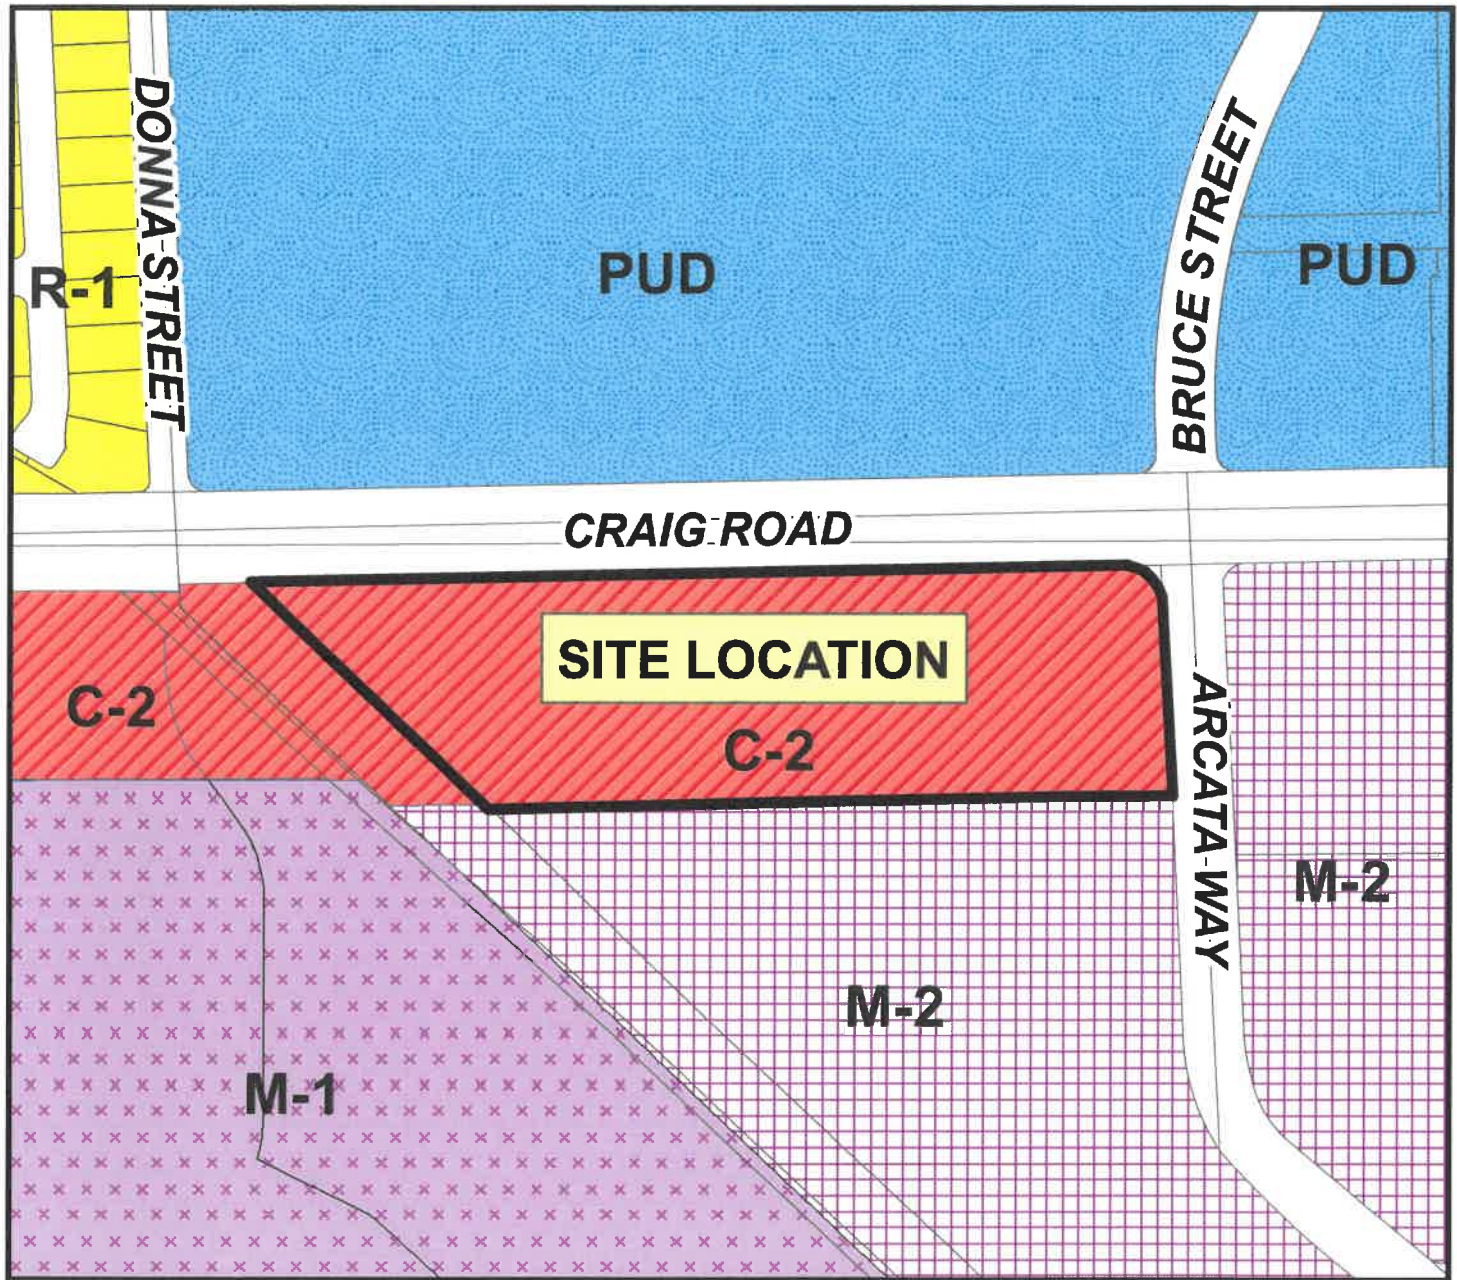 DONNA STREET
R-1
PUD
BRUCE STREET
PUD
CRAIG ROAD
SITE LOCATION
C-2
C-2
ARCATA WAY
M-2
M-2
M-1